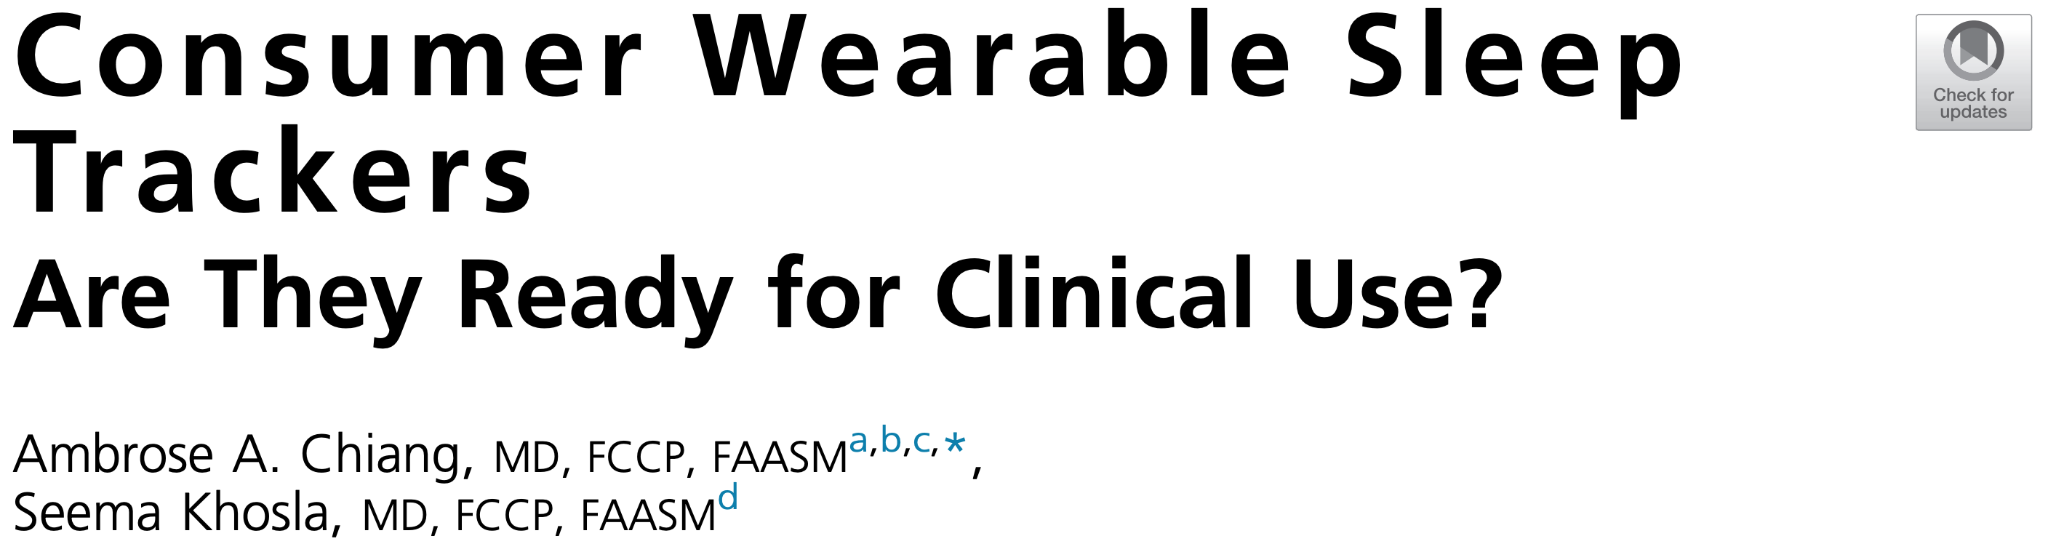 Consumer Wearable Sleep
Trackers
Are They Ready for Clinical Use?
Check for
updates
Ambrose A. Chiang, MD, FCCP, FAASMa,b,c,*,
Seema Khosla, MD, FCCP, FAASMd